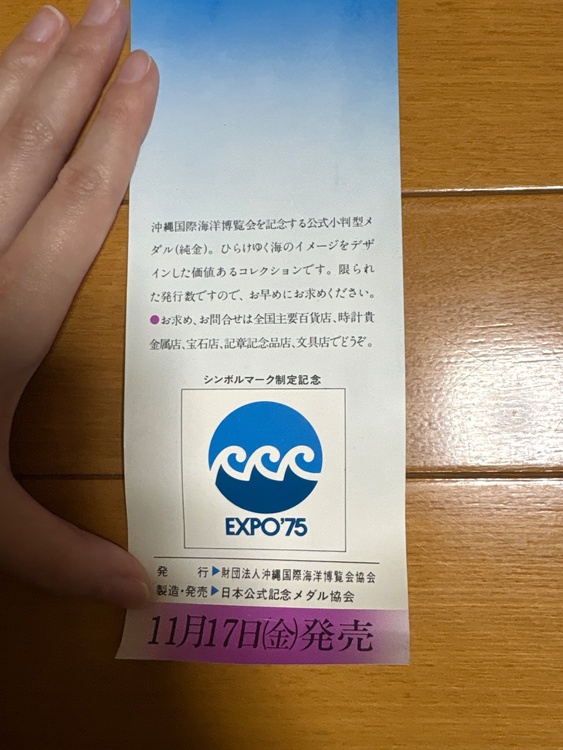 沖縄国際海洋博覧会を記念する公式小判型メ
ダル(純金)。ひらけゆく海のイメージをデザ
インした価値あるコレクションです。限られ
た発行数ですので、お早めにお求めください。
●お求め、お問合せは全国主要百貨店、時計貴
金属店、宝石店、記章記念品店、文具店でどうぞ。
シンボルマーク制定記念
EXPO'75
発行▶財団法人沖縄国際海洋博覧会協会
製造・発売▶日本公式記念メダル協会
11月17日(金)発売